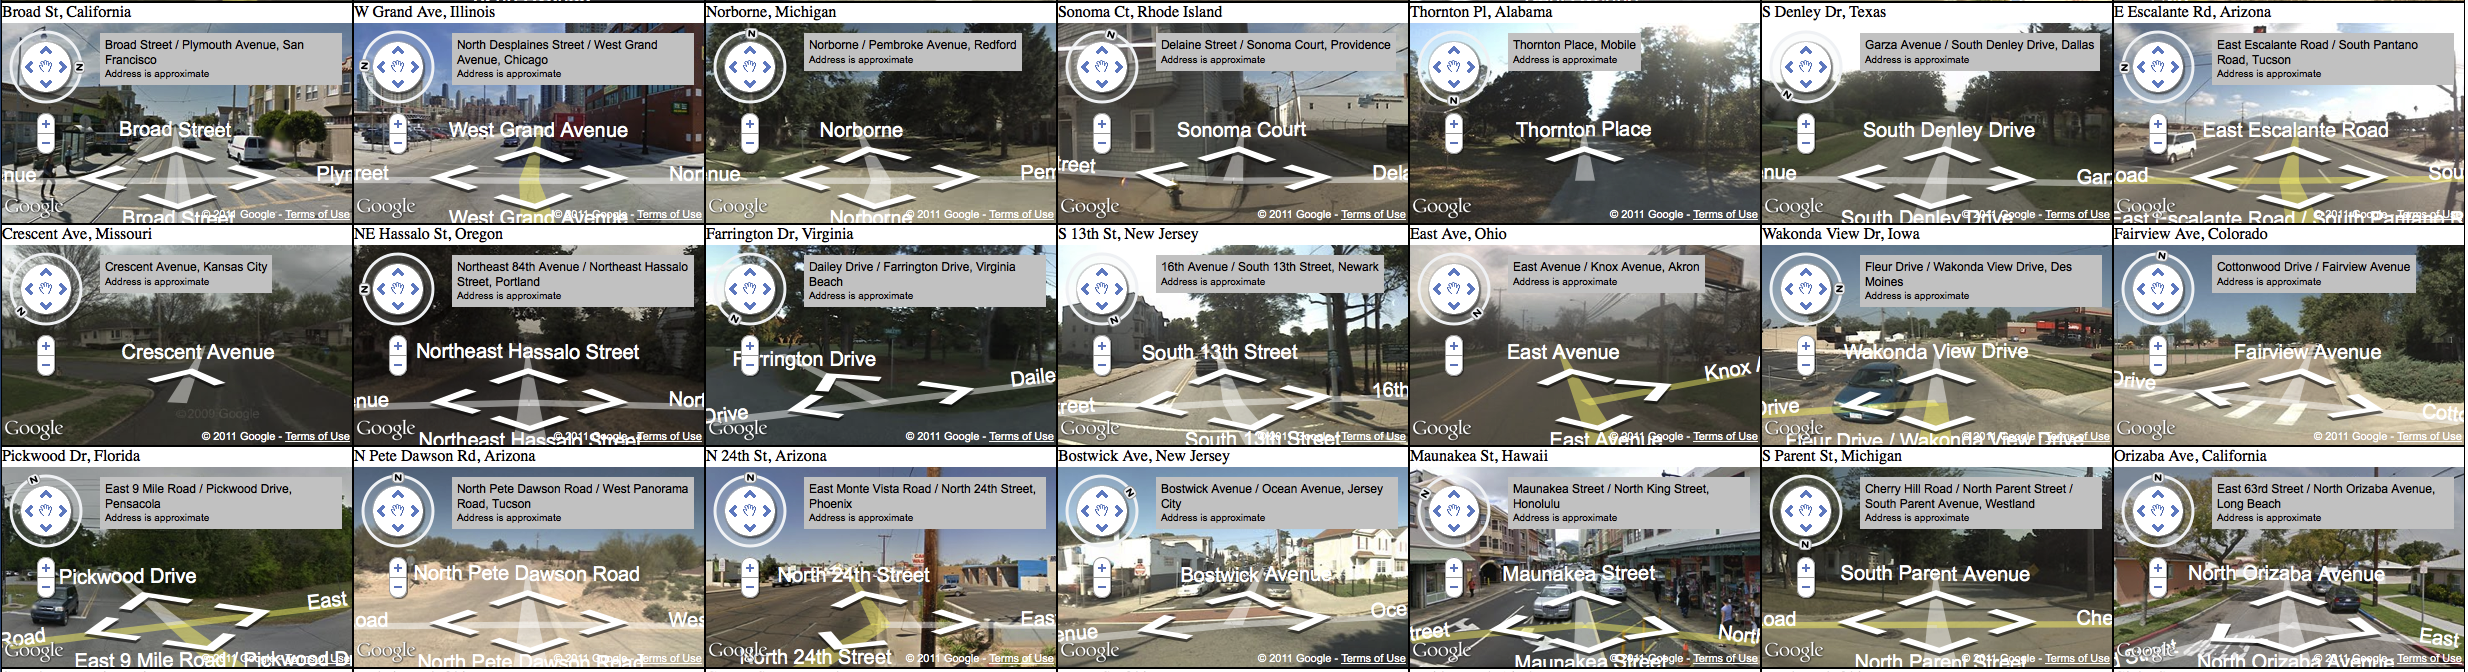 Broad St, California
N
Broad Street / Plymouth Avenue, San
Francisco
Address is approximate
Broad Street
nue
Plyn
Broad Street
Google
© 2011 Google - Terms of Use
W Grand Ave, Illinois
N
North Desplaines Street / West Grand
Avenue, Chicago
Address is approximate
West Grand Avenue
reet
Nor
West Grand Avenue
Google
© 2011 Google - Terms of Use
Norborne, Michigan
N
Norborne / Pembroke Avenue, Redford
Address is approximate
Norborne
nue
Pem
Norborne
Google
© 2011 Google - Terms of Use
Sonoma Ct, Rhode Island
N
Delaine Street / Sonoma Court, Providence
Address is approximate
Sonoma Court
reet
Dela
Google
© 2011 Google - Terms of Use
Thornton Pl, Alabama
N
Thornton Place, Mobile
Address is approximate
Thornton Place
Google
© 2011 Google - Terms of Use
S Denley Dr, Texas
N
Garza Avenue / South Denley Drive, Dallas
Address is approximate
South Denley Drive
nue
Gar
South Denley Drive
Google
© 2011 Google - Terms of Use
E Escalante Rd, Arizona
N
East Escalante Road / South Pantano
Road, Tucson
Address is approximate
East Escalante Road
oad
Sou
East Escalante Road / South Pantano R
Google
© 2011 Google - Terms of Use
Crescent Ave, Missouri
N
Crescent Avenue, Kansas City
Address is approximate
Crescent Avenue
©2009 Google
Google
© 2011 Google - Terms of Use
NE Hassalo St, Oregon
N
Northeast 84th Avenue / Northeast Hassalo
Street, Portland
Address is approximate
Northeast Hassalo Street
nue
Nort
Northeast Hassalo Street
Google
© 2011 Google - Terms of Use
Farrington Dr, Virginia
N
Dailey Drive / Farrington Drive, Virginia
Beach
Address is approximate
Farrington Drive
Daile
Drive
Google
© 2011 Google - Terms of Use
S 13th St, New Jersey
N
16th Avenue / South 13th Street, Newark
Address is approximate
South 13th Street
reet
16th
South 13th Street
Google
© 2011 Google - Terms of Use
East Ave, Ohio
N
East Avenue / Knox Avenue, Akron
Address is approximate
East Avenue
Knox
East Avenue
Google
© 2011 Google - Terms of Use
Wakonda View Dr, Iowa
N
Fleur Drive / Wakonda View Drive, Des
Moines
Address is approximate
Wakonda View Drive
Drive
Fleur Drive / Wakonda View Drive
Google
© 2011 Google - Terms of Use
Fairview Ave, Colorado
N
Cottonwood Drive / Fairview Avenue
Address is approximate
Fairview Avenue
Drive
Cotto
Google
© 2011 Google - Terms of Use
Pickwood Dr, Florida
N
East 9 Mile Road / Pickwood Drive,
Pensacola
Address is approximate
Pickwood Drive
East
Road
East 9 Mile Road / Pickwood D
Google
© 2011 Google - Terms of Use
N Pete Dawson Rd, Arizona
N
North Pete Dawson Road / West Panorama
Road, Tucson
Address is approximate
North Pete Dawson Road
oad
Wes
North Pete Dawson Road
Google
© 2011 Google - Terms of Use
N 24th St, Arizona
N
East Monte Vista Road / North 24th Street,
Phoenix
Address is approximate
North 24th Street
Eas
North 24th Street
Google
© 2011 Google - Terms of Use
Bostwick Ave, New Jersey
N
Bostwick Avenue / Ocean Avenue, Jersey
City
Address is approximate
Bostwick Avenue
enue
Oce
Google
© 2011 Google - Terms of Use
Maunakea St, Hawaii
N
Maunakea Street / North King Street,
Honolulu
Address is approximate
Maunakea Street
treet
North
Maunakea Street
Google
© 2011 Google - Terms of Use
S Parent St, Michigan
N
Cherry Hill Road / North Parent Street /
South Parent Avenue, Westland
Address is approximate
South Parent Avenue
oad
Che
North Parent Street
Google
© 2011 Google - Terms of Use
Orizaba Ave, California
N
East 63rd Street / North Orizaba Avenue,
Long Beach
Address is approximate
North Orizaba Avenue
East
Street
North Orizaba Avenue
Google
© 2011 Google - Terms of Use